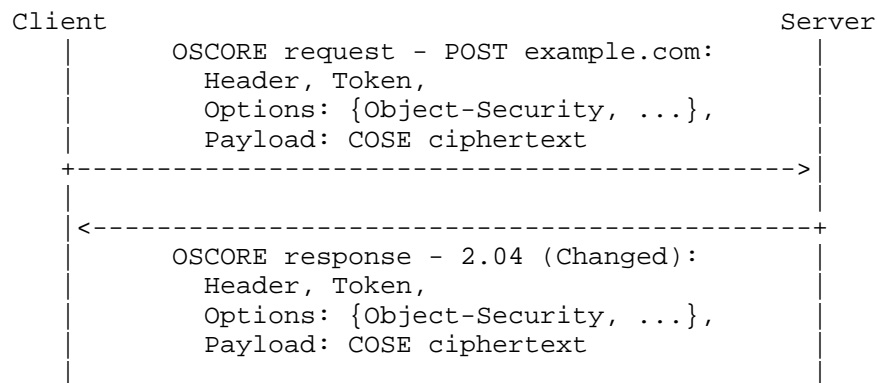 Client                                            Server
   |      OSCORE request - POST example.com:      |
   |        Header, Token,                        |
   |        Options: {Object-Security, ...},      |
   |        Payload: COSE ciphertext              |
   +--------------------------------------------->|
   |                                              |
   |<---------------------------------------------+
   |      OSCORE response - 2.04 (Changed):       |
   |        Header, Token,                        |
   |        Options: {Object-Security, ...},      |
   |        Payload: COSE ciphertext              |
   |                                              |